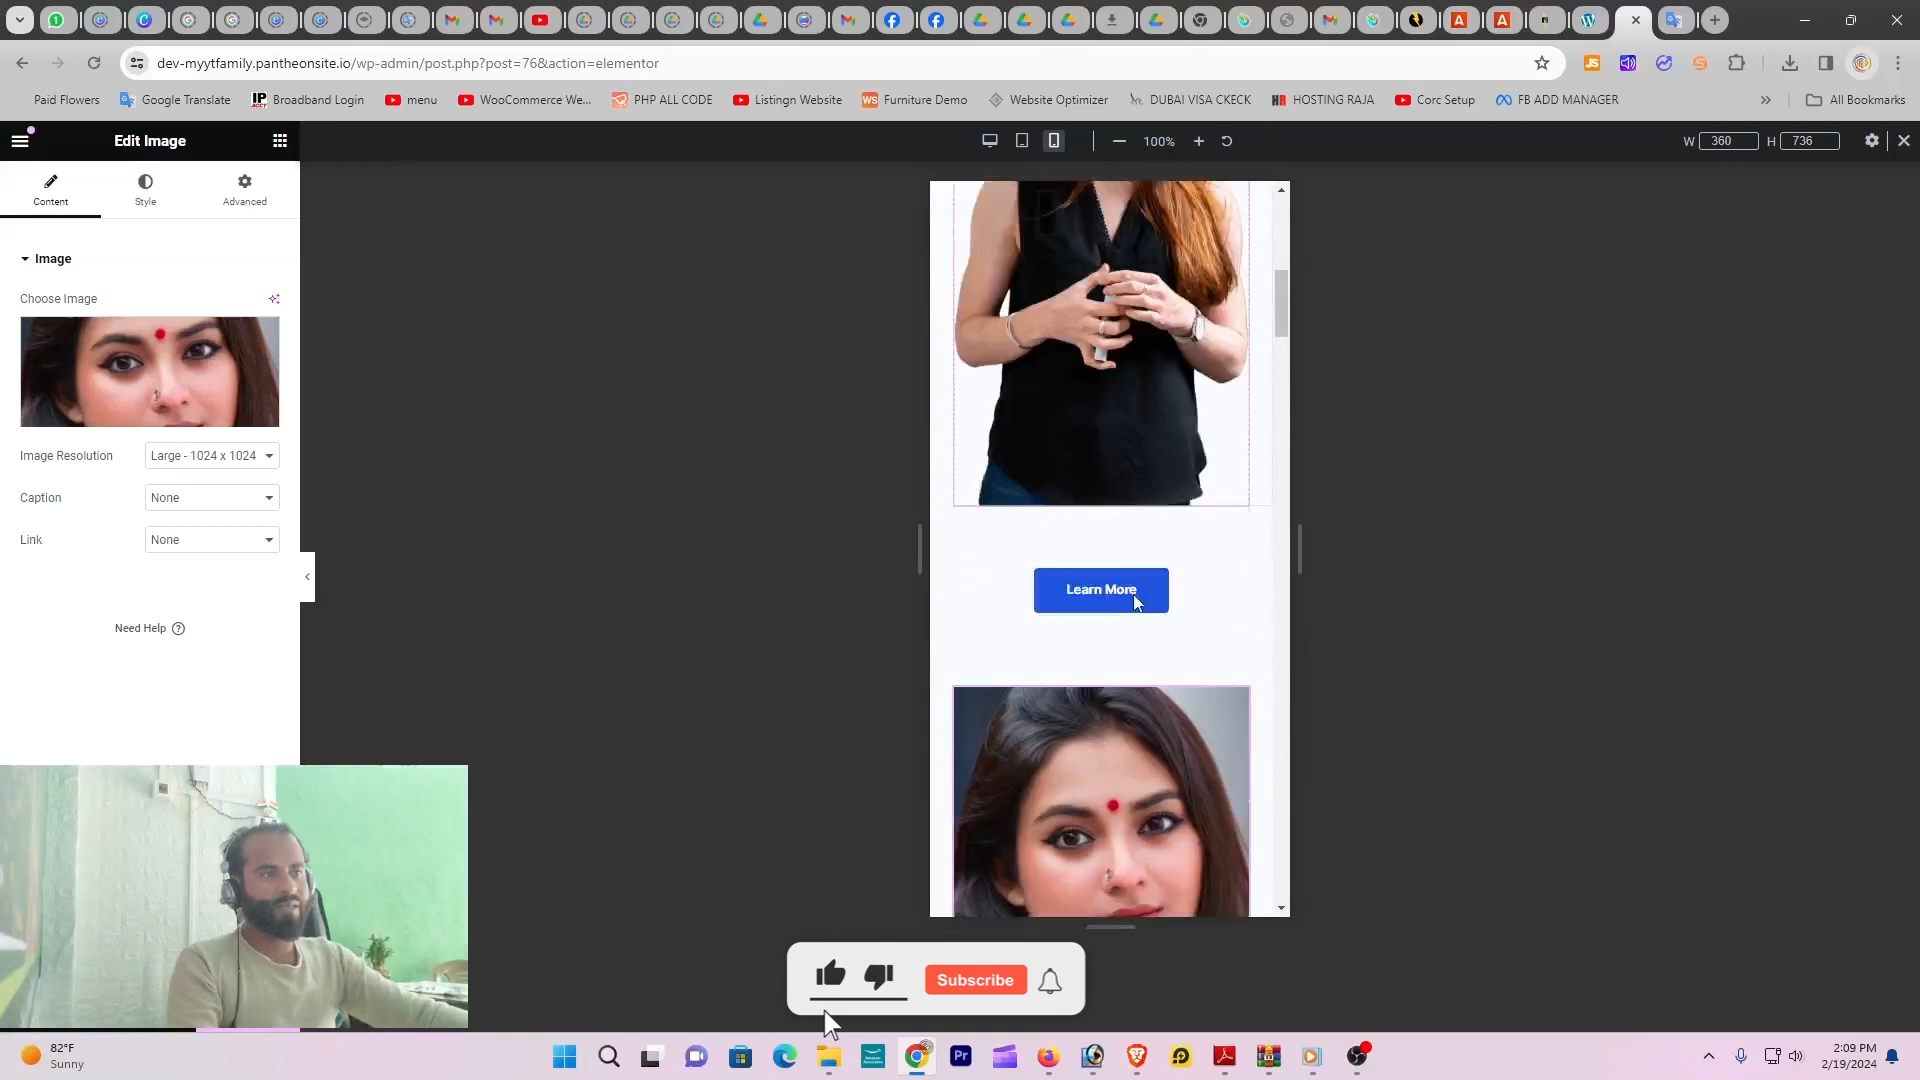 dev-myytfamily.pantheonsite.io/wp-admin/post.php?post=76&action=elementor
Paid Flowers
Google Translate
Broadband Login
menu
WooCommerce We...
PHP ALL CODE
Listingn Website
Furniture Demo
Website Optimizer
DUBAI VISA CKECK
HOSTING RAJA
Corc Setup
FB ADD MANAGER
»
All Bookmarks
Edit Image
100%
W 360 H 736
Content
Style
Advanced
Image
Choose Image
Image Resolution
Large - 1024 x 1024
Caption
None
Link
None
Need Help
Learn More
Subscribe
82°F
Sunny
2:09 PM
2/19/2024